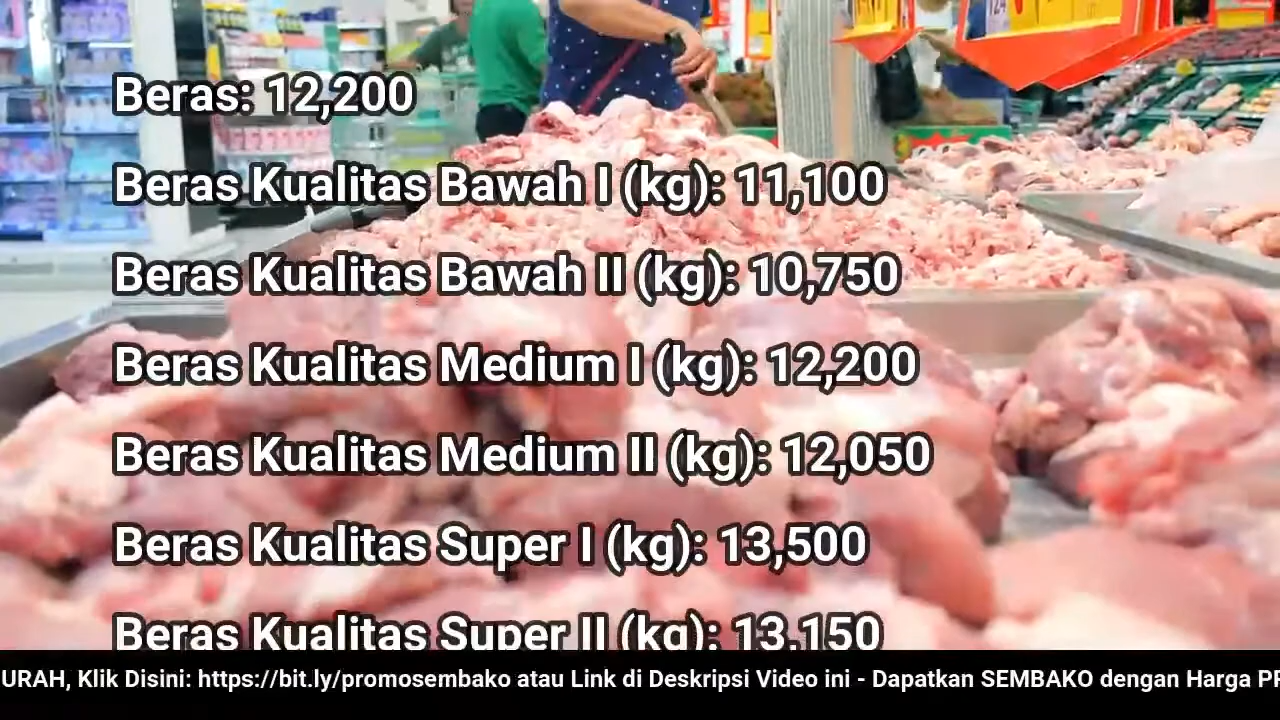 Beras: 12,200
Beras Kualitas Bawah I (kg): 11,100
Beras Kualitas Bawah II (kg): 10,750
Beras Kualitas Medium I (kg): 12,200
Beras Kualitas Medium II (kg): 12,050
Beras Kualitas Super I (kg): 13,500
Beras Kualitas Super II (kg): 13,150
URAH, Klik Disini: https://bit.ly/promosembako atau Link di Deskripsi Video ini - Dapatkan SEMBAKO dengan Harga